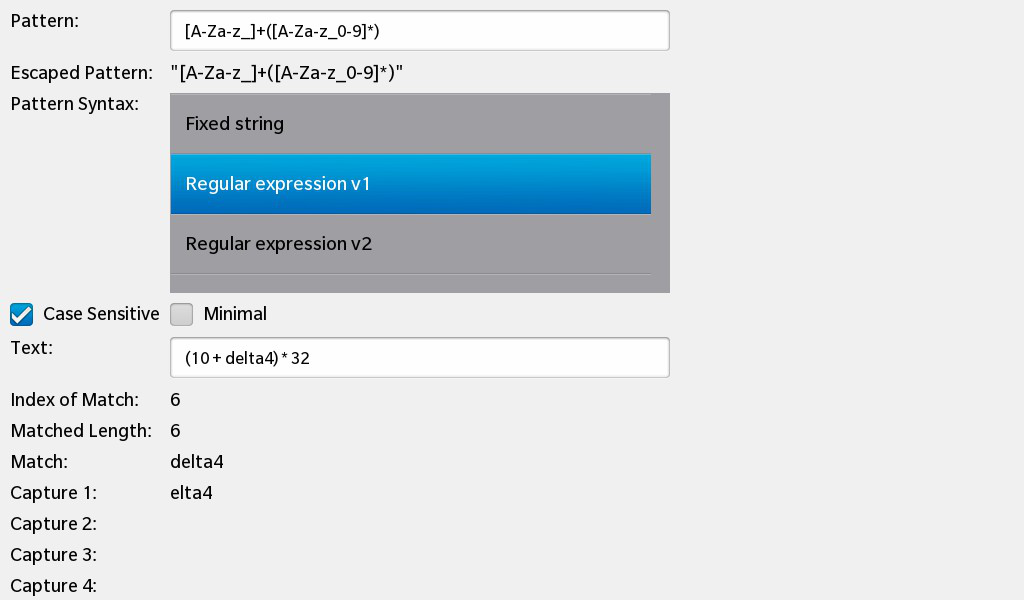 Pattern: [A-Za-z_]+([A-Za-z_0-9]*)
Escaped Pattern: "[A-Za-z_]+([A-Za-z_0-9]*)"
Pattern Syntax:
Fixed string
Regular expression v1
Regular expression v2
Case Sensitive Minimal
Text: (10 + delta4) * 32
Index of Match: 6
Matched Length: 6
Match: delta4
Capture 1: elta4
Capture 2:
Capture 3:
Capture 4: